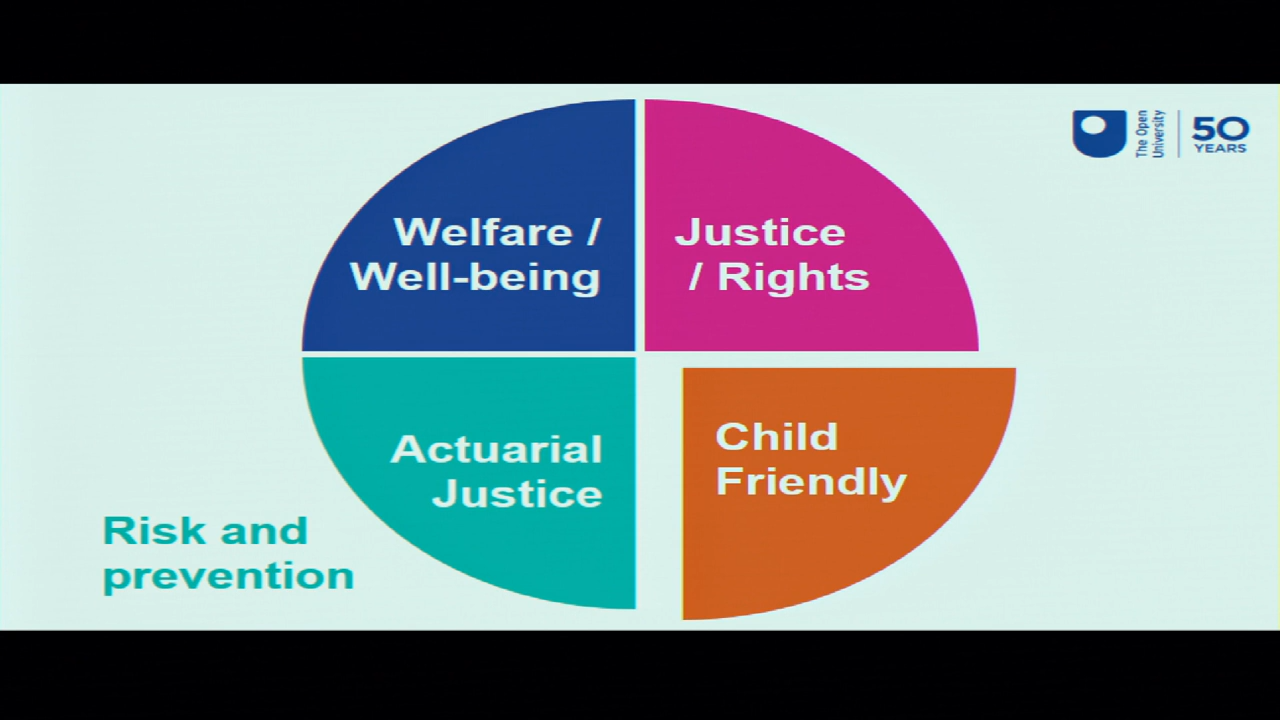 Welfare /
Well-being
Justice
/ Rights
Actuarial
Justice
Child
Friendly
Risk and
prevention
The Open
University
50
YEARS